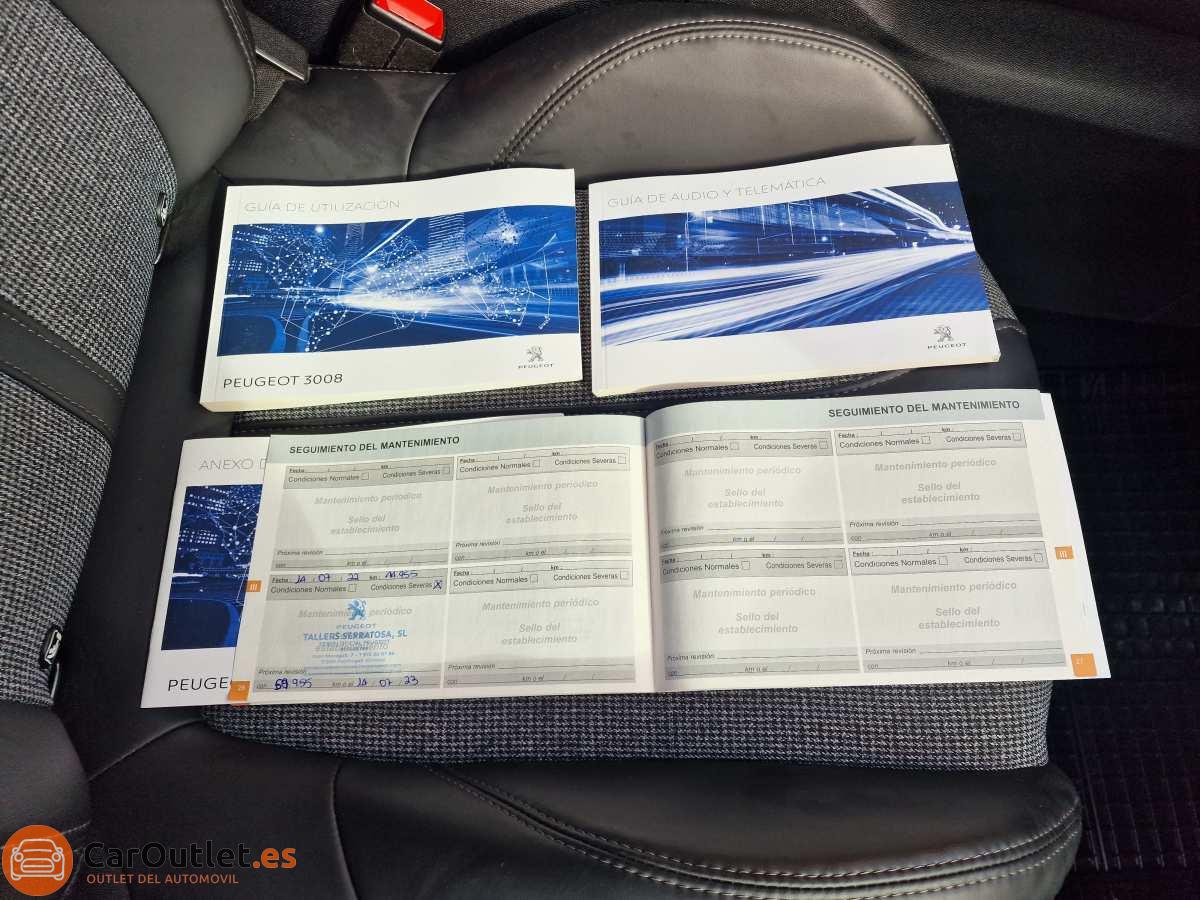 GUÍA DE UTILIZACIÓN
PEUGEOT
PEUGEOT 3008
GUÍA DE AUDIO Y TELEMÁTICA
PEUGEOT
ANEXO D
PEUGE
SEGUIMIENTO DEL MANTENIMIENTO
Fecha : / / km :
Condiciones Normales Condiciones Severas
Mantenimiento periódico
Sello del
establecimiento
Próxima revisión
con km o el / /
Fecha : / / km :
Condiciones Normales Condiciones Severas
Mantenimiento periódico
Sello del
establecimiento
Próxima revisión
con km o el / /
III
Fecha : 14 / 07 / 22 km :
Condiciones Normales Condiciones Severas X
Mantenimiento periódico
PEUGEOT
TALLERS SERRATOSA, SL
Próxima revisión
con 955 km o el 14 / 07 / 23
Fecha : / / km :
Condiciones Normales Condiciones Severas
Mantenimiento periódico
Sello del
establecimiento
Próxima revisión
con km o el / /
26
SEGUIMIENTO DEL MANTENIMIENTO
Fecha : / / km :
Condiciones Normales Condiciones Severas
Mantenimiento periódico
Sello del
establecimiento
Próxima revisión
con km o el / /
Fecha : / / km :
Condiciones Normales Condiciones Severas
Mantenimiento periódico
Sello del
establecimiento
Próxima revisión
con km o el / /
III
Fecha : / / km :
Condiciones Normales Condiciones Severas
Mantenimiento periódico
Sello del
establecimiento
Próxima revisión
con km o el / /
Fecha : / / km :
Condiciones Normales Condiciones Severas
Mantenimiento periódico
Sello del
establecimiento
Próxima revisión
con km o el / /
27
CarOutlet.es
OUTLET DEL AUTOMOVIL